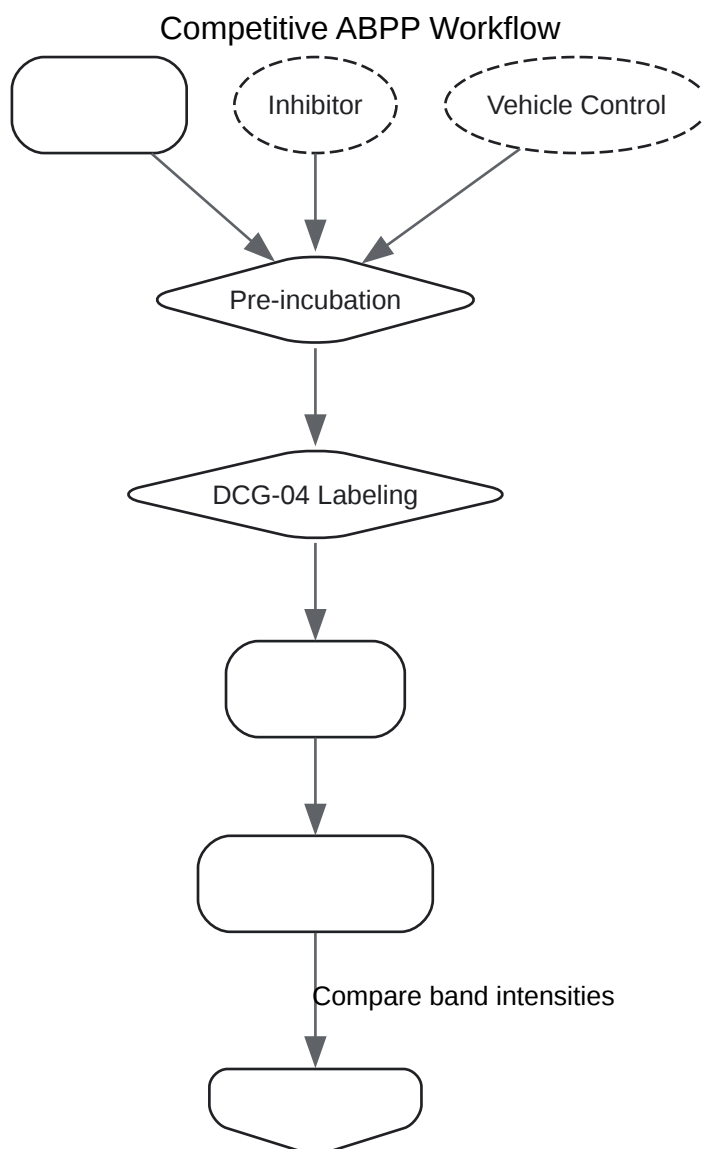 Competitive ABPP Workflow
Inhibitor
Vehicle Control
Pre-incubation
DCG-04 Labeling
Compare band intensities